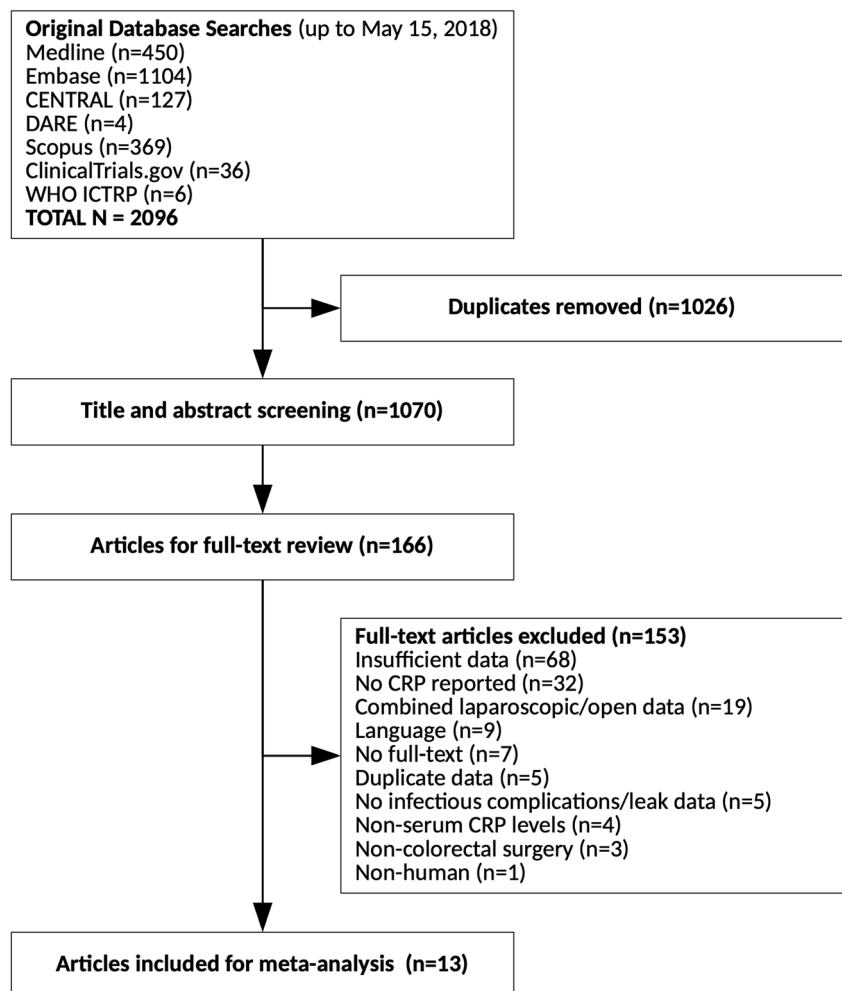 Original Database Searches (up to May 15, 2018)
Medline (n=450)
Embase (n=1104)
CENTRAL (n=127)
DARE (n=4)
Scopus (n=369)
ClinicalTrials.gov (n=36)
WHO ICTRP (n=6)
TOTAL N = 2096
Duplicates removed (n=1026)
Title and abstract screening (n=1070)
Articles for full-text review (n=166)
Full-text articles excluded (n=153)
Insufficient data (n=68)
No CRP reported (n=32)
Combined laparoscopic/open data (n=19)
Language (n=9)
No full-text (n=7)
Duplicate data (n=5)
No infectious complications/leak data (n=5)
Non-serum CRP levels (n=4)
Non-colorectal surgery (n=3)
Non-human (n=1)
Articles included for meta-analysis (n=13)